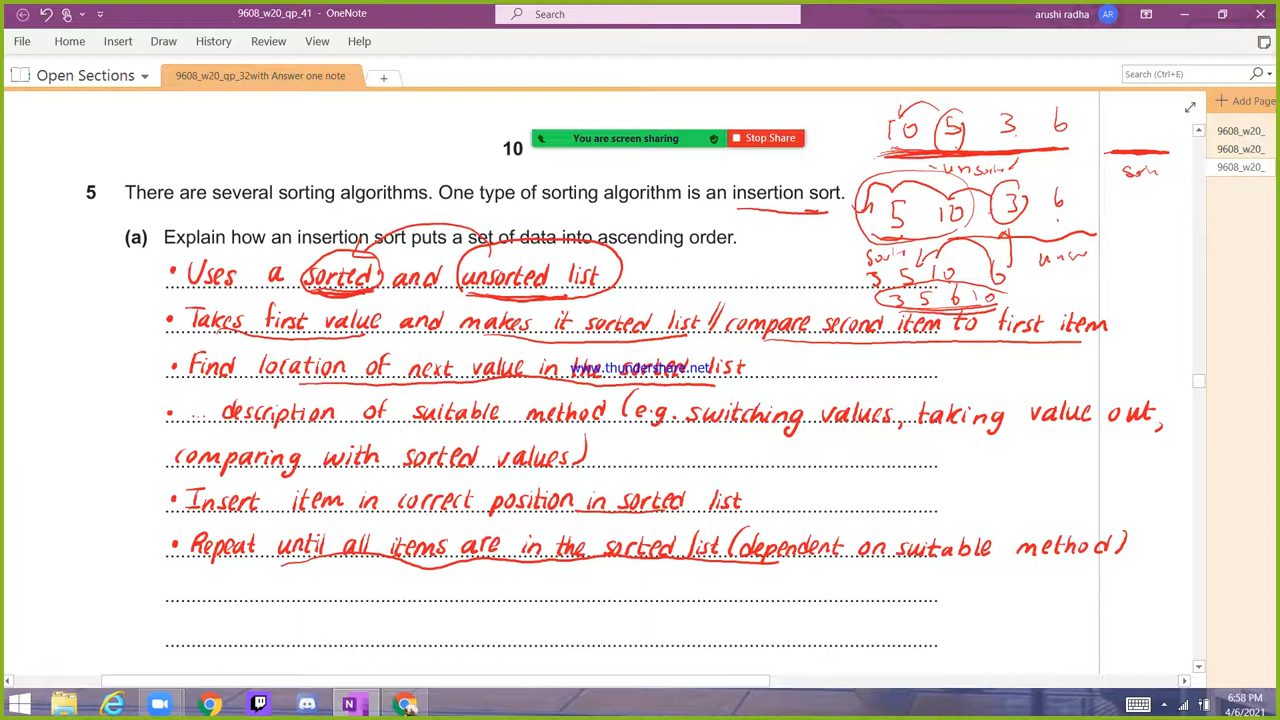 9608_w20_qp_41 - OneNote
Search
arushi radha
AR
File Home Insert Draw History Review View Help
Open Sections
9608_w20_qp_32with Answer one note
+
Search (Ctrl+E)
+ Add Page
9608_w20_
9608_w20_
9608_w20_
You are screen sharing
Stop Share
10
10 5 3 6
unsorted
5 10 3 6
3 5 10 6
3 5 6 10
5 There are several sorting algorithms. One type of sorting algorithm is an insertion sort.
(a) Explain how an insertion sort puts a set of data into ascending order.
• Uses a sorted and unsorted list
• Takes first value and makes it sorted list // compare second item to first item
• Find location of next value in the sorted list
www.thundershare.net
• ... description of suitable method (e.g. switching values, taking value out,
comparing with sorted values)
• Insert item in correct position in sorted list
• Repeat until all items are in the sorted list (dependent on suitable method)
6:58 PM
4/6/2021